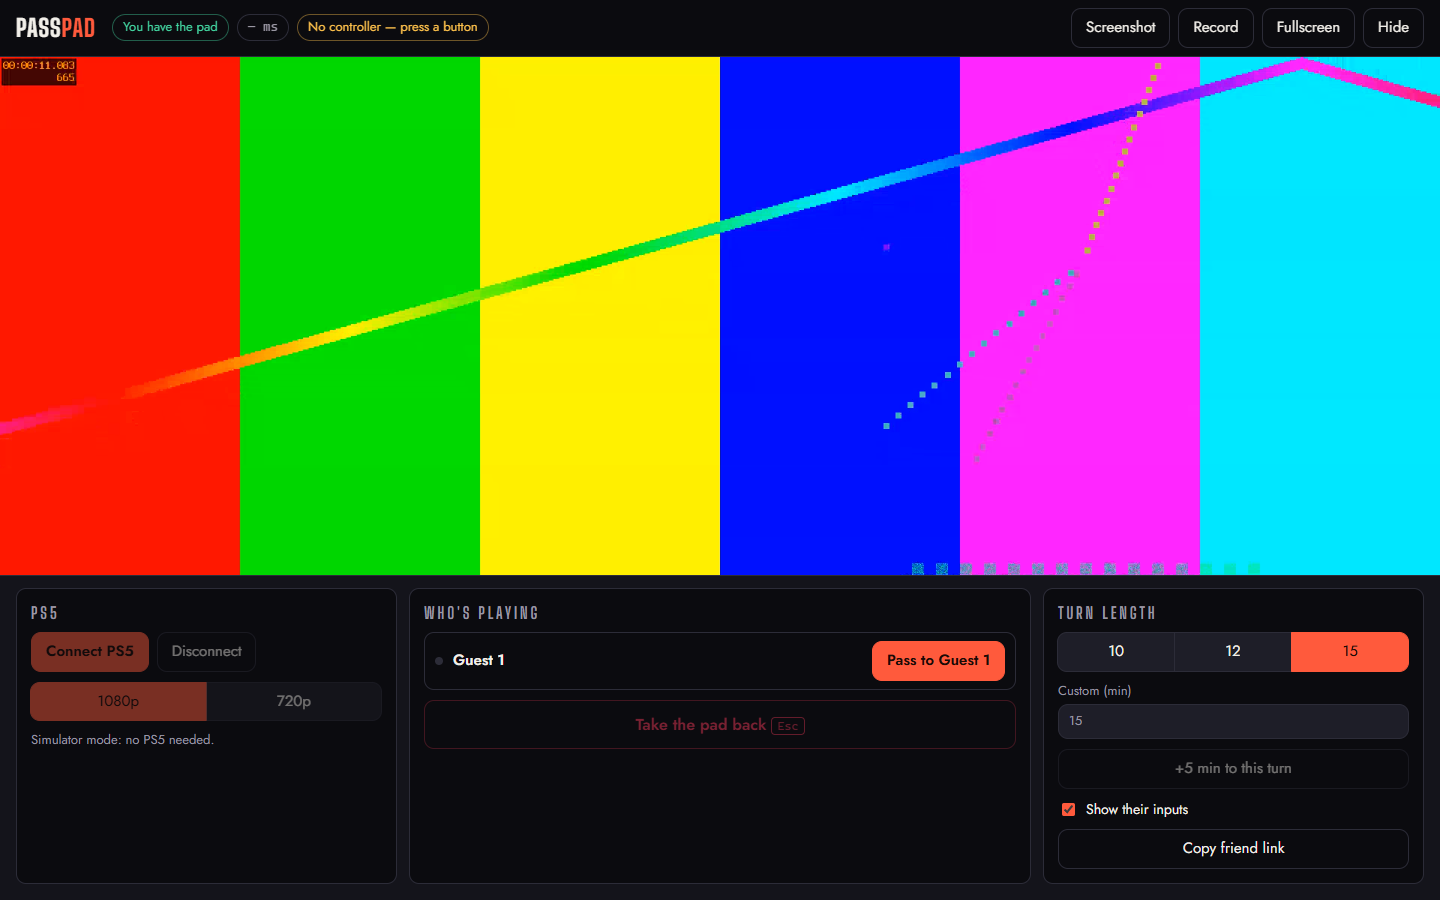 PASSPAD
You have the pad
– ms
No controller — press a button
Screenshot
Record
Fullscreen
Hide
00:00:11.083
665
PS5
Connect PS5
Disconnect
1080p
720p
Simulator mode: no PS5 needed.
WHO'S PLAYING
Guest 1
Pass to Guest 1
Take the pad back Esc
TURN LENGTH
10
12
15
Custom (min)
15
+5 min to this turn
Show their inputs
Copy friend link